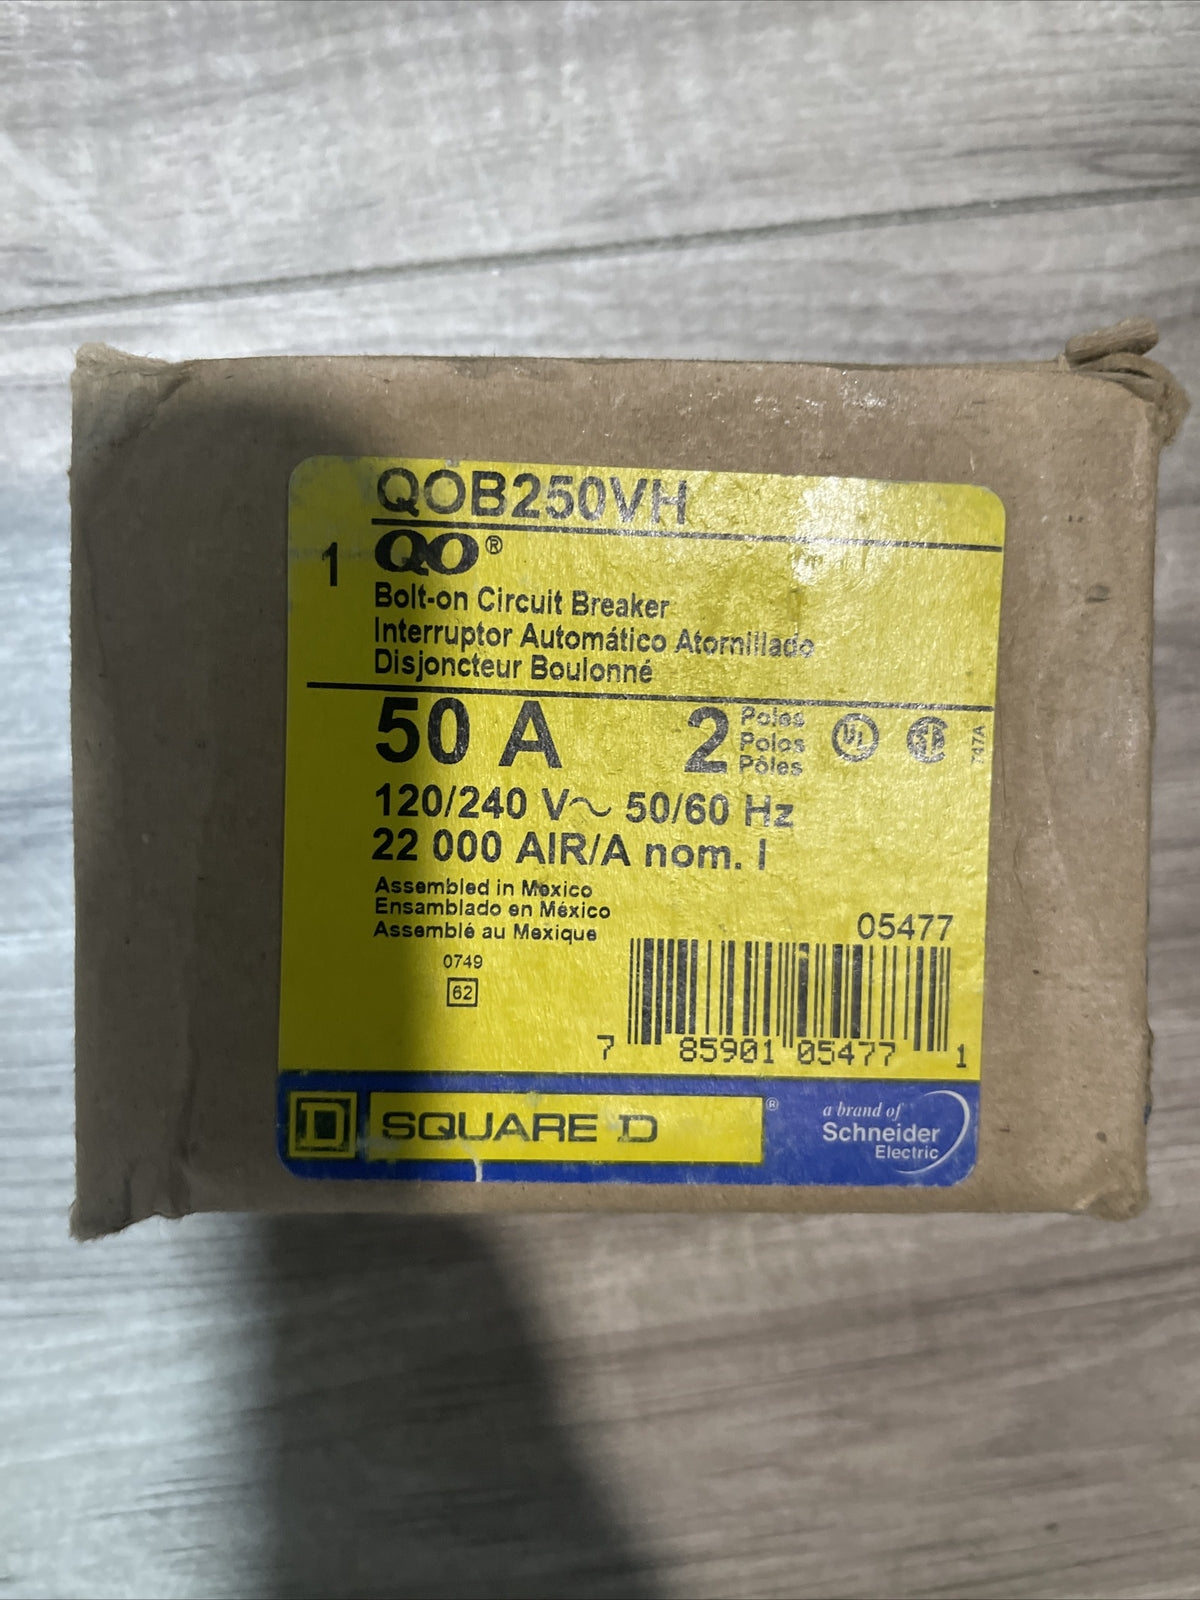 QOB250VH
1 QO®
Bolt-on Circuit Breaker
Interruptor Automático Atornillado
Disjoncteur Boulonné
50 A 2 Poles
Polos
Pôles
UL
747A
120/240 V~ 50/60 Hz
22 000 AIR/A nom. I
Assembled in Mexico
Ensamblado en México
Assemblé au Mexique
0749
62
05477
7 85901 05477 1
D SQUARE D®
a brand of
Schneider
Electric